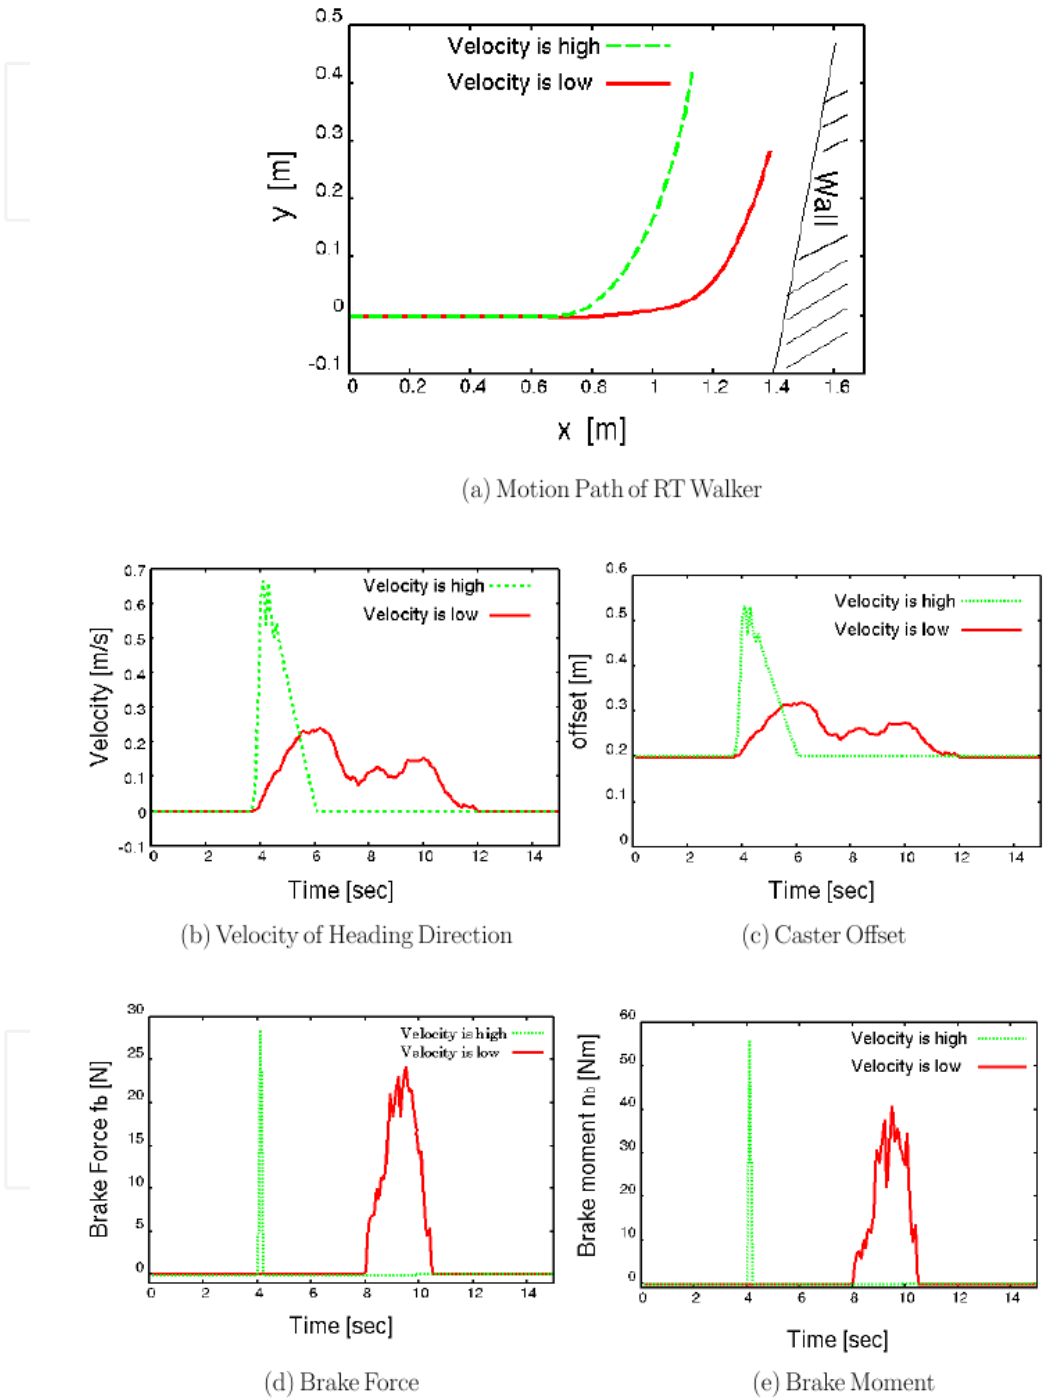 0.5
0.4
0.3
0.2
0.1
0
-0.1
y [m]
Velocity is high
Velocity is low
Wall
0 0.2 0.4 0.6 0.8 1 1.2 1.4 1.6
x [m]
(a) Motion Path of RT Walker
0.7
0.6
0.5
0.4
0.3
0.2
0.1
0
-0.1
Velocity [m/s]
Velocity is high
Velocity is low
0 2 4 6 8 10 12 14
Time [sec]
(b) Velocity of Heading Direction
0.6
0.5
0.4
0.3
0.2
0.1
0
offset [m]
Velocity is high
Velocity is low
0 2 4 6 8 10 12 14
Time [sec]
(c) Caster Offset
30
25
20
15
10
5
0
Brake Force fb [N]
Velocity is high
Velocity is low
0 2 4 6 8 10 12 14
Time [sec]
(d) Brake Force
60
50
40
30
20
10
0
Brake moment nb [Nm]
Velocity is high
Velocity is low
0 2 4 6 8 10 12 14
Time [sec]
(e) Brake Moment